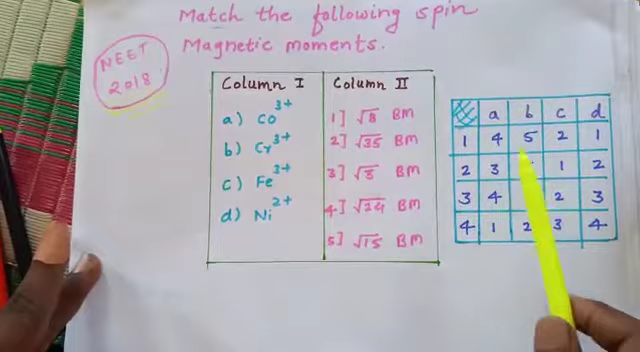 Match the following spin
Magnetic moments.
NEET
2018
Column I
Column II
a) Co³⁺
b) Cr³⁺
c) Fe³⁺
d) Ni²⁺
1] √8 BM
2] √35 BM
3] √3 BM
4] √24 BM
5] √15 BM
a b c d
1 4 5 2 1
2 3 1 2
3 4 2 3
4 1 2 3 4